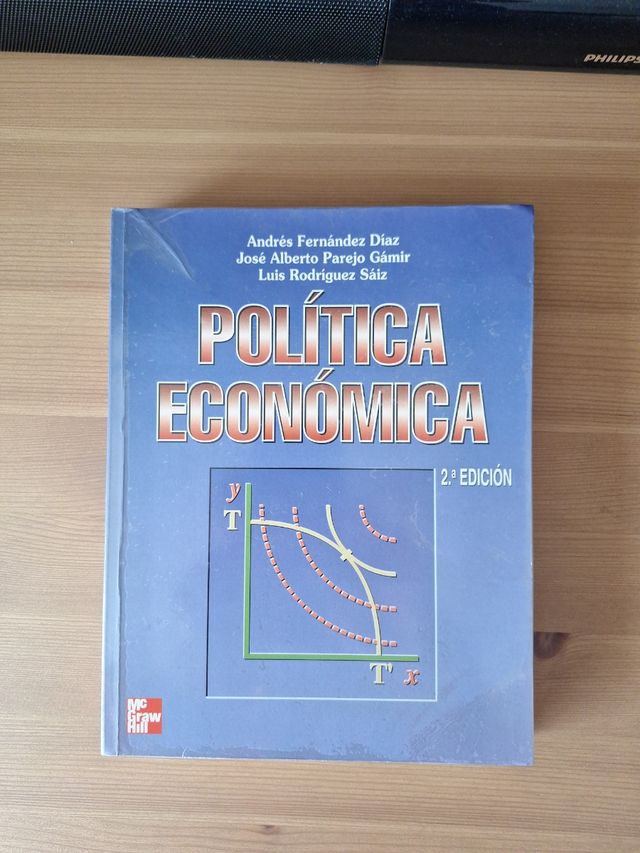 PHILIPS
Andrés Fernández Díaz
José Alberto Parejo Gámir
Luis Rodríguez Sáiz
POLÍTICA
ECONÓMICA
2.ª EDICIÓN
y
T
T'
x
Mc
Graw
Hill